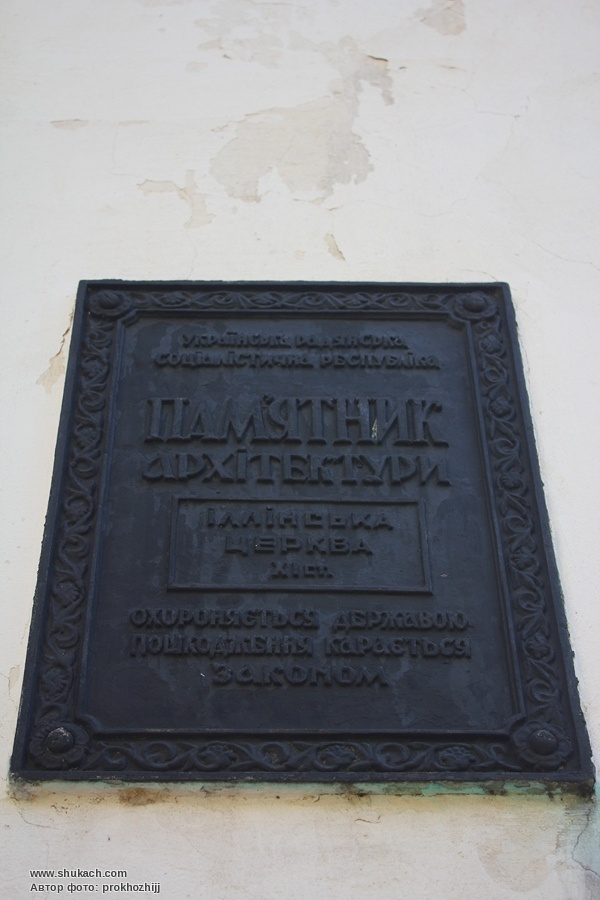 УКРАЇНСЬКА РАДЯНСЬКА
СОЦІАЛІСТИЧНА РЕСПУБЛІКА
ПАМ'ЯТНИК
АРХІТЕКТУРИ
ІЛЛІНСЬКА
ЦЕРКВА
XI ст.
ОХОРОНЯЄТЬСЯ ДЕРЖАВОЮ
ПОШКОДЖЕННЯ КАРАЄТЬСЯ
ЗАКОНОМ
www.shukach.com
Автор фото: prokhozhijj